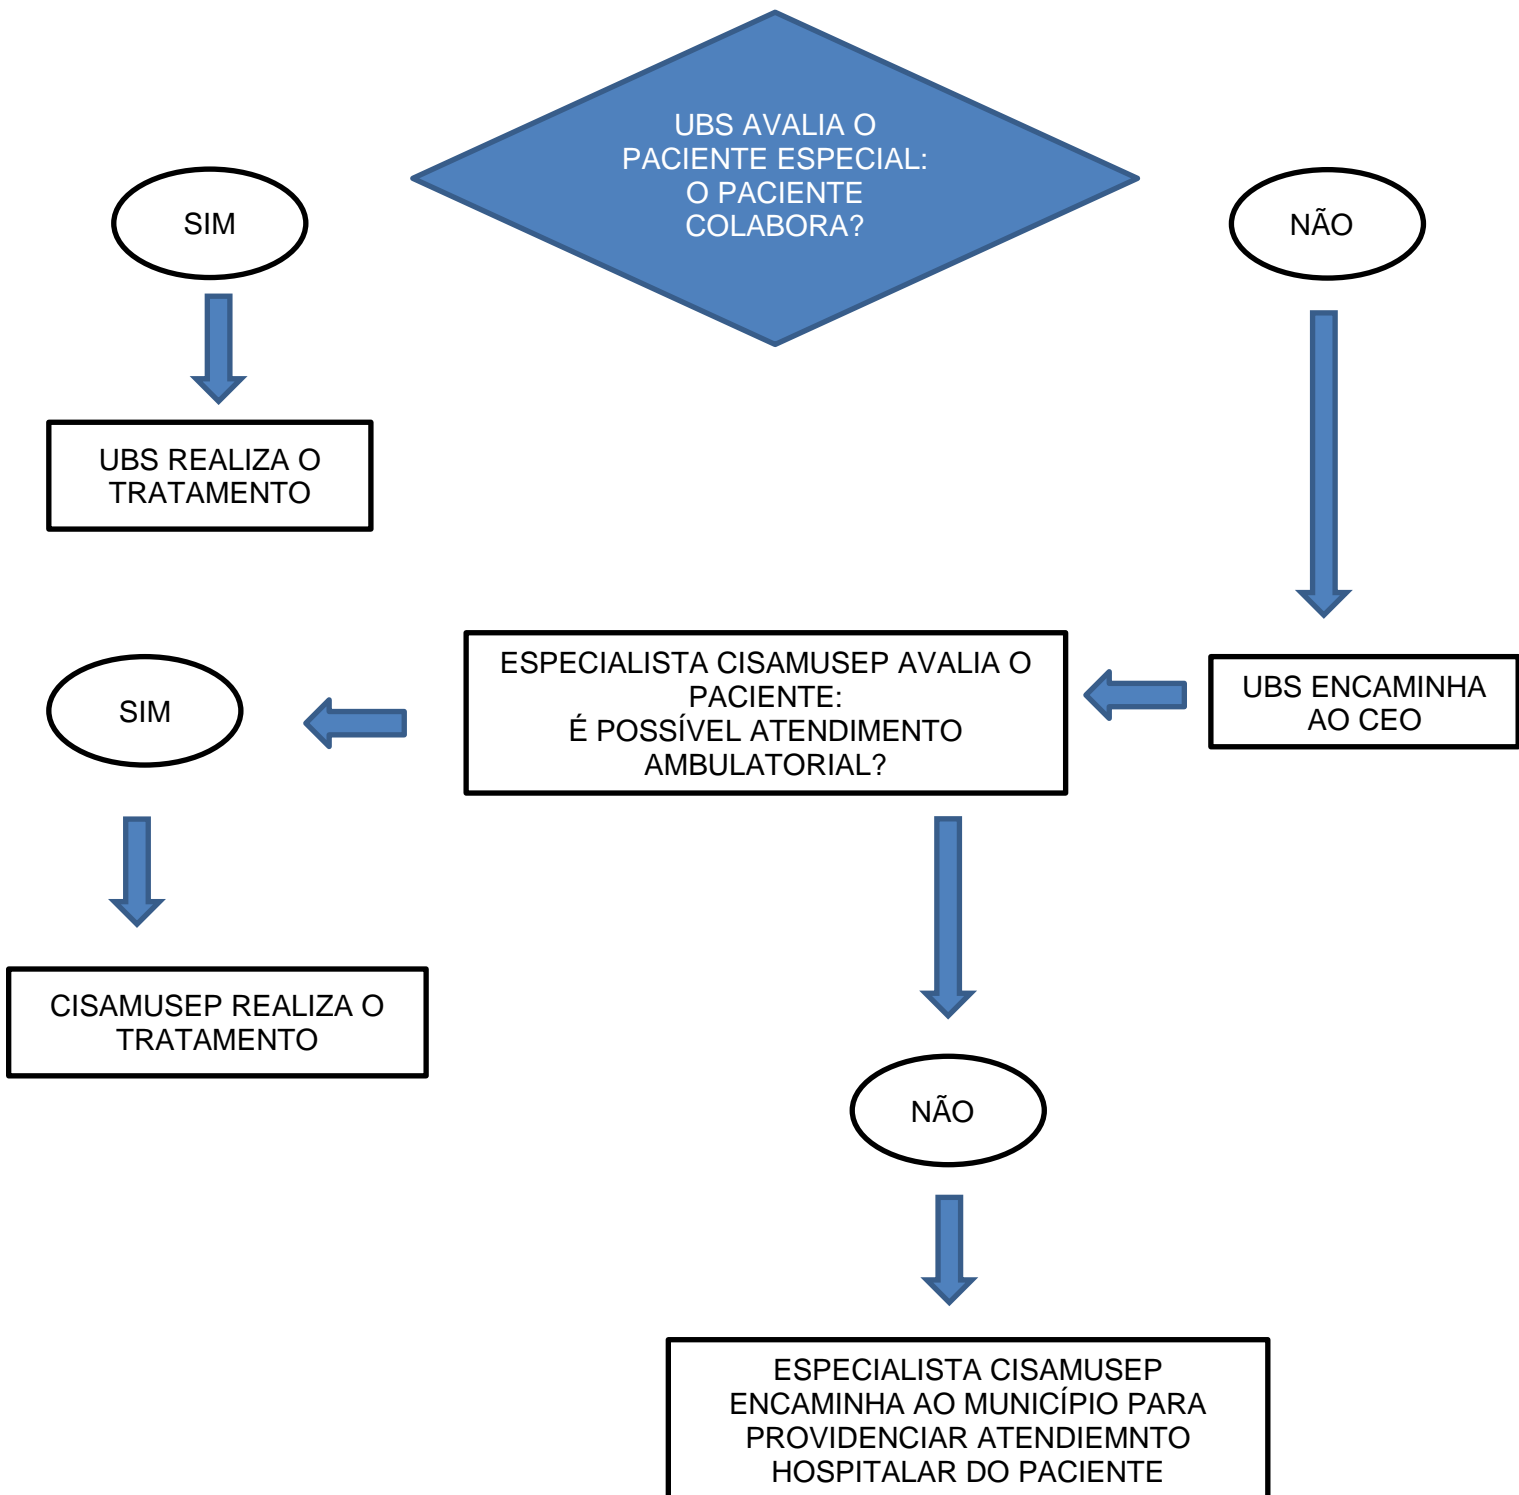 UBS AVALIA O
PACIENTE ESPECIAL:
O PACIENTE
COLABORA?
SIM
NÃO
UBS REALIZA O
TRATAMENTO
ESPECIALISTA CISAMUSEP AVALIA O
PACIENTE:
É POSSÍVEL ATENDIMENTO
AMBULATORIAL?
UBS ENCAMINHA
AO CEO
SIM
CISAMUSEP REALIZA O
TRATAMENTO
NÃO
ESPECIALISTA CISAMUSEP
ENCAMINHA AO MUNICÍPIO PARA
PROVIDENCIAR ATENDIEMNTO
HOSPITALAR DO PACIENTE